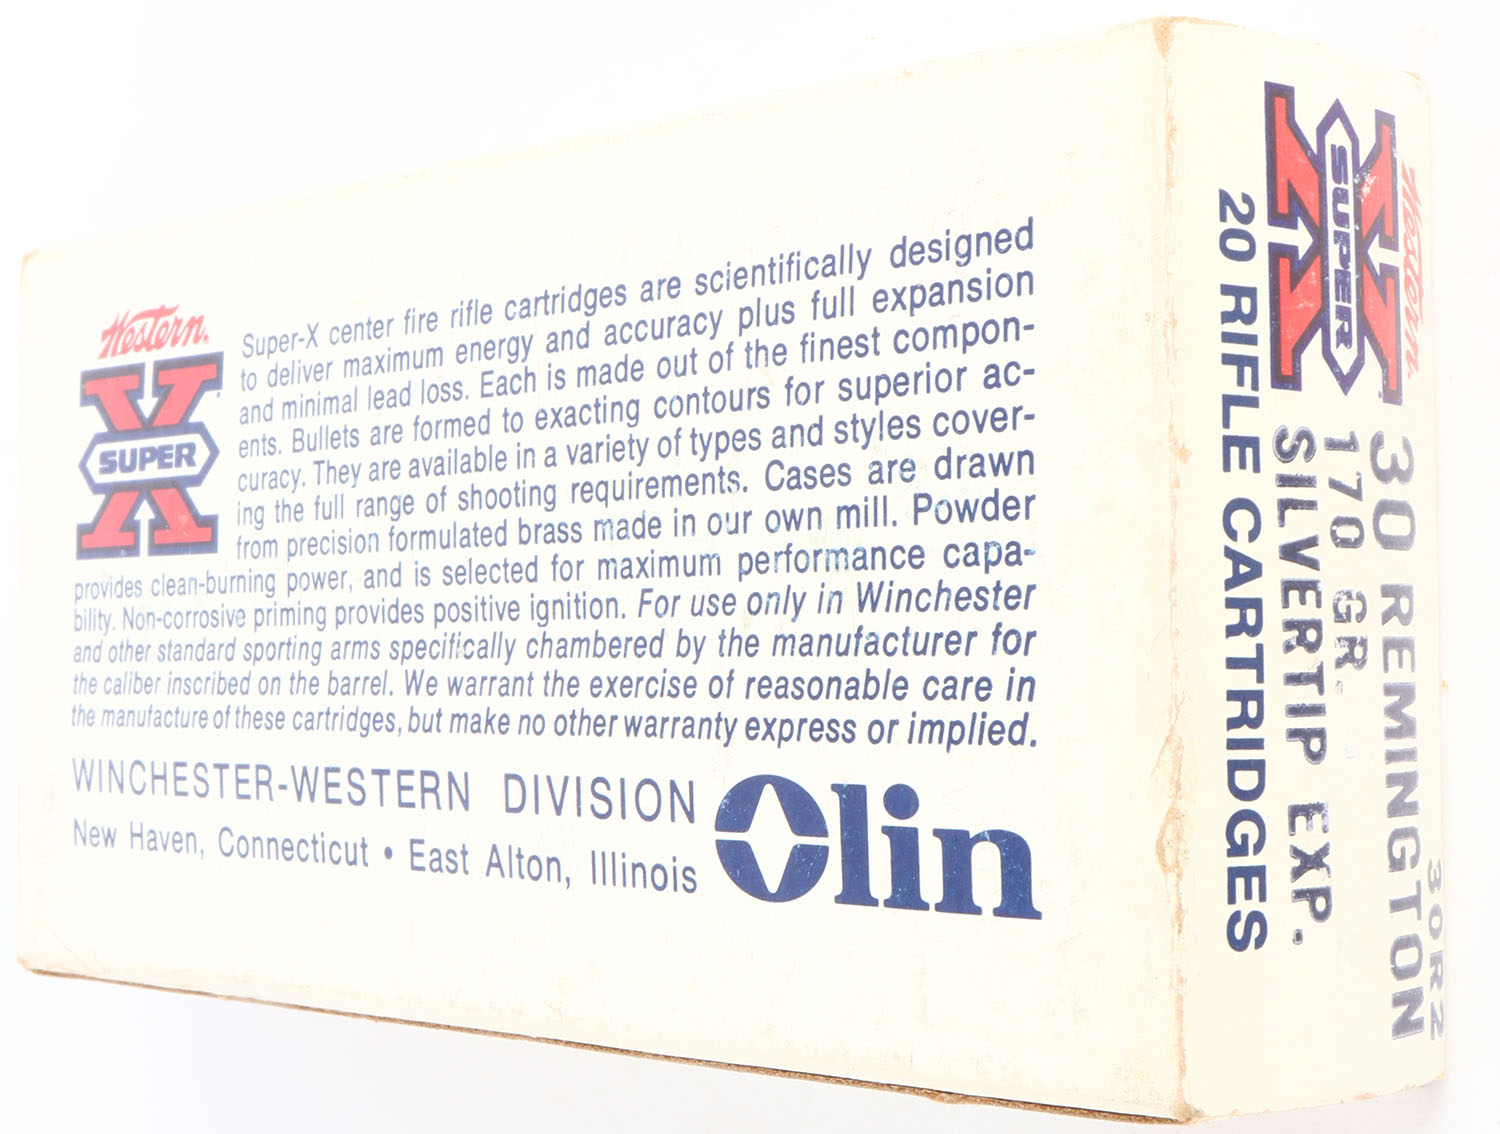 Western
SUPER
X
Super-X center fire rifle cartridges are scientifically designed
to deliver maximum energy and accuracy plus full expansion
and minimal lead loss. Each is made out of the finest compon-
ents. Bullets are formed to exacting contours for superior ac-
curacy. They are available in a variety of types and styles cover-
ing the full range of shooting requirements. Cases are drawn
from precision formulated brass made in our own mill. Powder
provides clean-burning power, and is selected for maximum performance capa-
bility. Non-corrosive priming provides positive ignition. For use only in Winchester
and other standard sporting arms specifically chambered by the manufacturer for
the caliber inscribed on the barrel. We warrant the exercise of reasonable care in
the manufacture of these cartridges, but make no other warranty express or implied.
WINCHESTER-WESTERN DIVISION
New Haven, Connecticut • East Alton, Illinois
Olin
Western
SUPER
X
30R2
30 REMINGTON
170 GR.
SILVERTIP EXP.
20 RIFLE CARTRIDGES